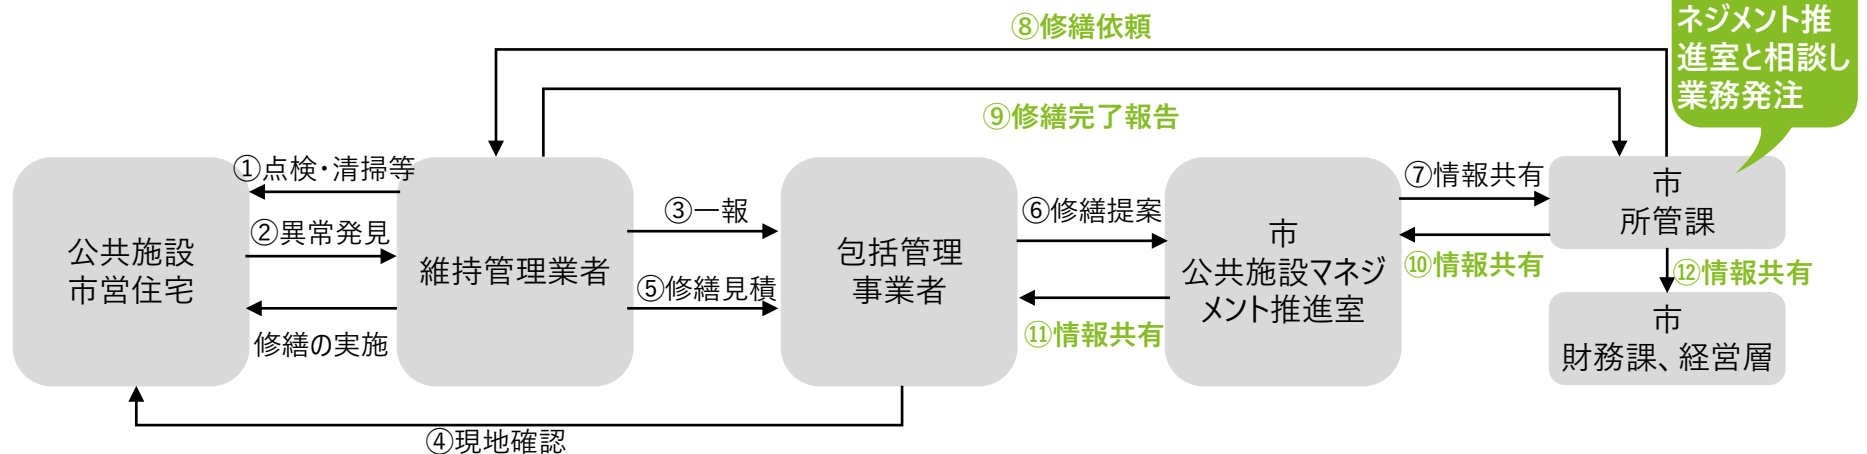 ⑧修繕依頼
ネジメント推
進室と相談し
業務発注
⑨修繕完了報告
①点検・清掃等
②異常発見
公共施設
市営住宅
修繕の実施
維持管理業者
③一報
⑤修繕見積
④現地確認
包括管理
事業者
⑥修繕提案
⑪情報共有
市
公共施設マネジ
メント推進室
⑦情報共有
⑩情報共有
市
所管課
⑫情報共有
市
財務課、経営層